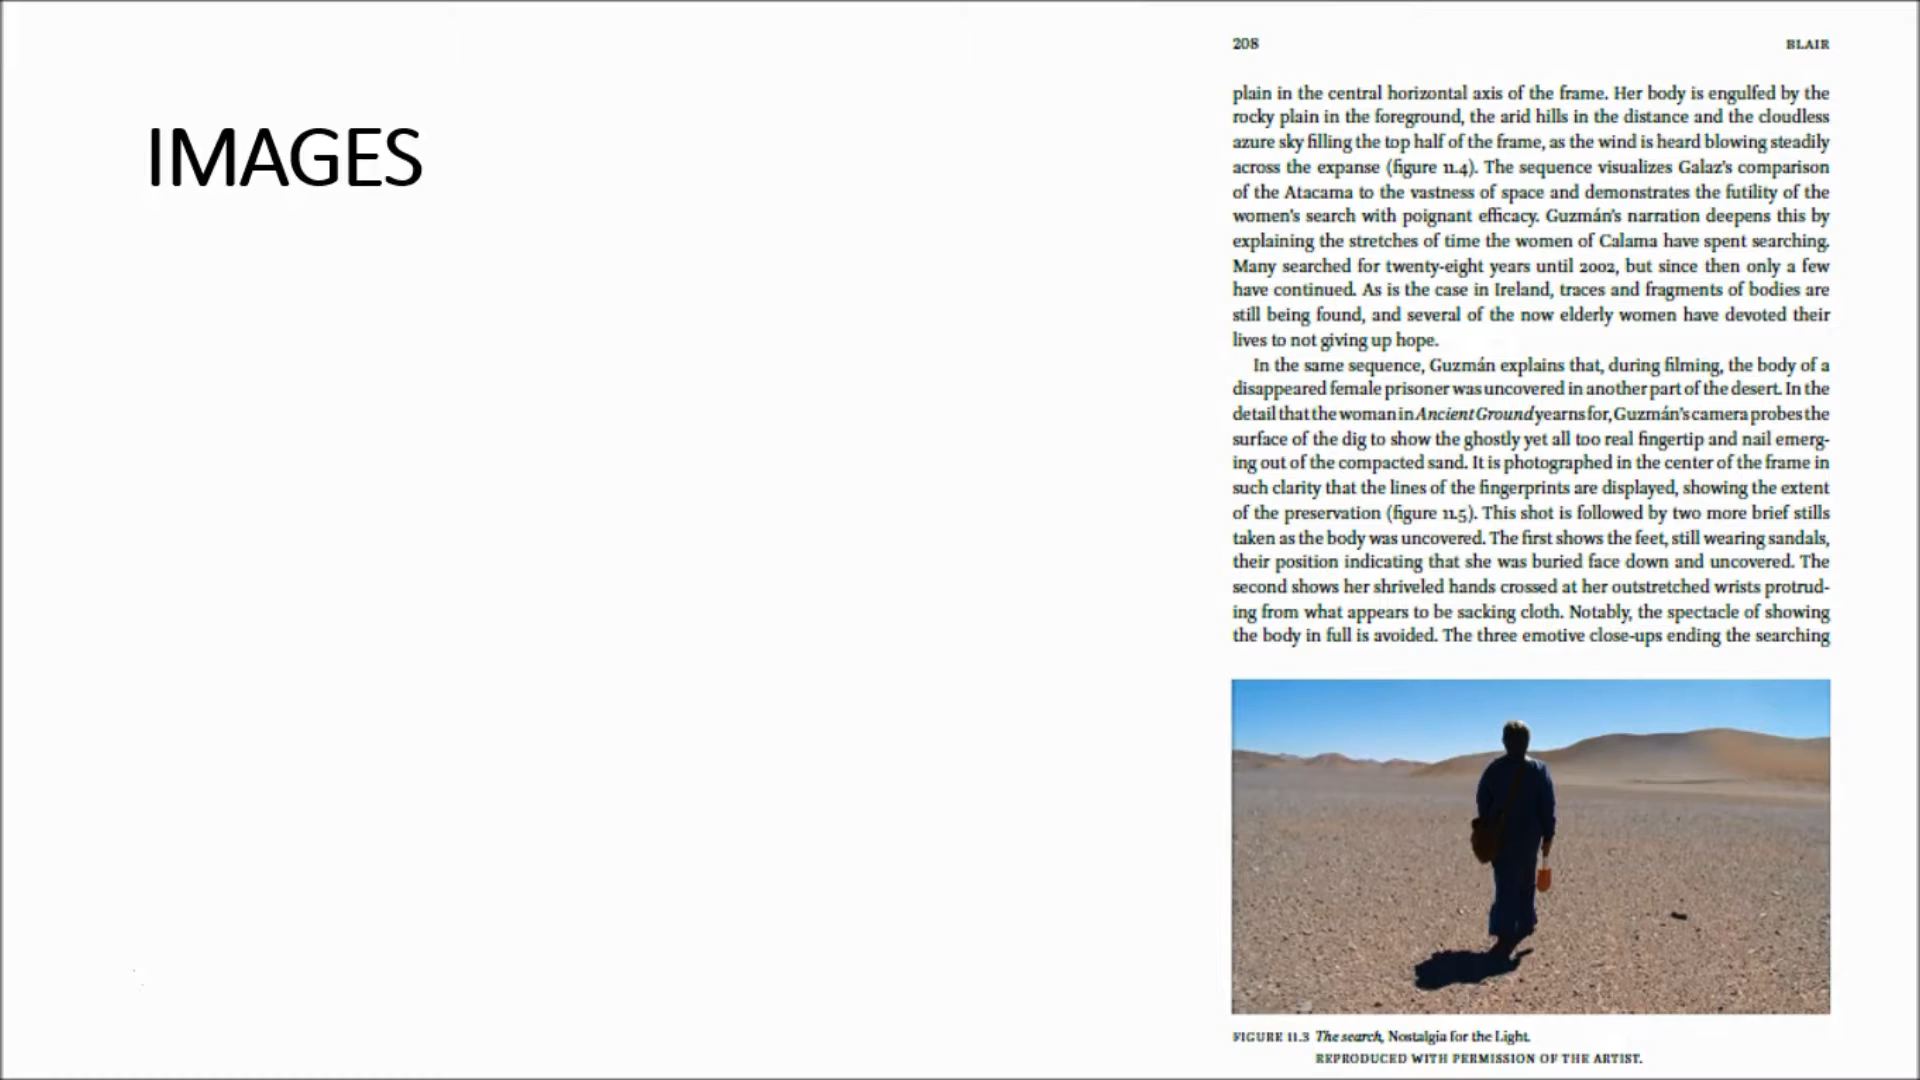 IMAGES
208 BLAIR
plain in the central horizontal axis of the frame. Her body is engulfed by the
rocky plain in the foreground, the arid hills in the distance and the cloudless
azure sky filling the top half of the frame, as the wind is heard blowing steadily
across the expanse (figure 11.4). The sequence visualizes Galaz's comparison
of the Atacama to the vastness of space and demonstrates the futility of the
women's search with poignant efficacy. Guzmán's narration deepens this by
explaining the stretches of time the women of Calama have spent searching.
Many searched for twenty-eight years until 2002, but since then only a few
have continued. As is the case in Ireland, traces and fragments of bodies are
still being found, and several of the now elderly women have devoted their
lives to not giving up hope.
In the same sequence, Guzmán explains that, during filming, the body of a
disappeared female prisoner was uncovered in another part of the desert. In the
detail that the woman in Ancient Ground yearns for, Guzmán's camera probes the
surface of the dig to show the ghostly yet all too real fingertip and nail emerg-
ing out of the compacted sand. It is photographed in the center of the frame in
such clarity that the lines of the fingerprints are displayed, showing the extent
of the preservation (figure 11.5). This shot is followed by two more brief stills
taken as the body was uncovered. The first shows the feet, still wearing sandals,
their position indicating that she was buried face down and uncovered. The
second shows her shriveled hands crossed at her outstretched wrists protrud-
ing from what appears to be sacking cloth. Notably, the spectacle of showing
the body in full is avoided. The three emotive close-ups ending the searching
FIGURE 11.3 The search, Nostalgia for the Light.
REPRODUCED WITH PERMISSION OF THE ARTIST.